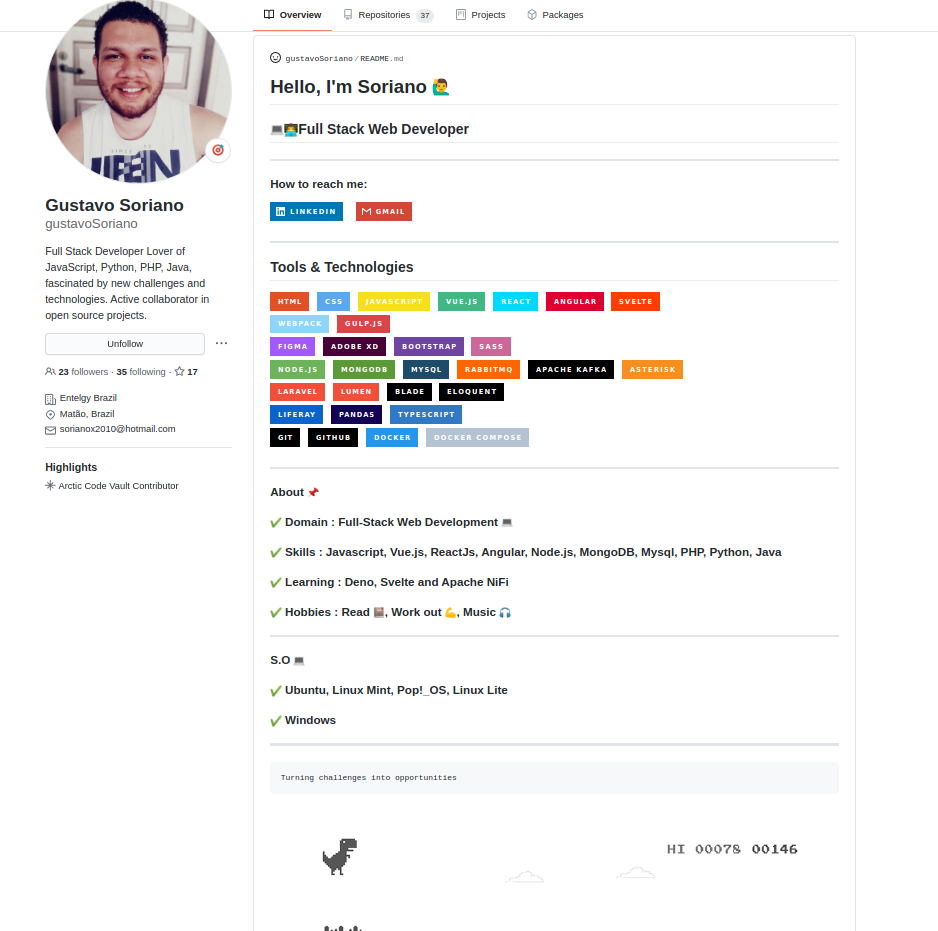 Overview Repositories 37 Projects Packages
gustavoSoriano/README.md
Hello, I'm Soriano
Full Stack Web Developer
How to reach me:
LINKEDIN GMAIL
Tools & Technologies
HTML CSS JAVASCRIPT VUE.JS REACT ANGULAR SVELTE
WEBPACK GULP.JS
FIGMA ADOBE XD BOOTSTRAP SASS
NODE.JS MONGODB MYSQL RABBITMQ APACHE KAFKA ASTERISK
LARAVEL LUMEN BLADE ELOQUENT
LIFERAY PANDAS TYPESCRIPT
GIT GITHUB DOCKER DOCKER COMPOSE
About
Domain : Full-Stack Web Development
Skills : Javascript, Vue.js, ReactJs, Angular, Node.js, MongoDB, Mysql, PHP, Python, Java
Learning : Deno, Svelte and Apache NiFi
Hobbies : Read , Work out , Music
S.O
Ubuntu, Linux Mint, Pop!_OS, Linux Lite
Windows
Turning challenges into opportunities
HI 00078 00146
Gustavo Soriano
gustavoSoriano
Full Stack Developer Lover of
JavaScript, Python, PHP, Java,
fascinated by new challenges and
technologies. Active collaborator in
open source projects.
Unfollow
23 followers · 35 following · 17
Entelgy Brazil
Matão, Brazil
sorianox2010@hotmail.com
Highlights
Arctic Code Vault Contributor